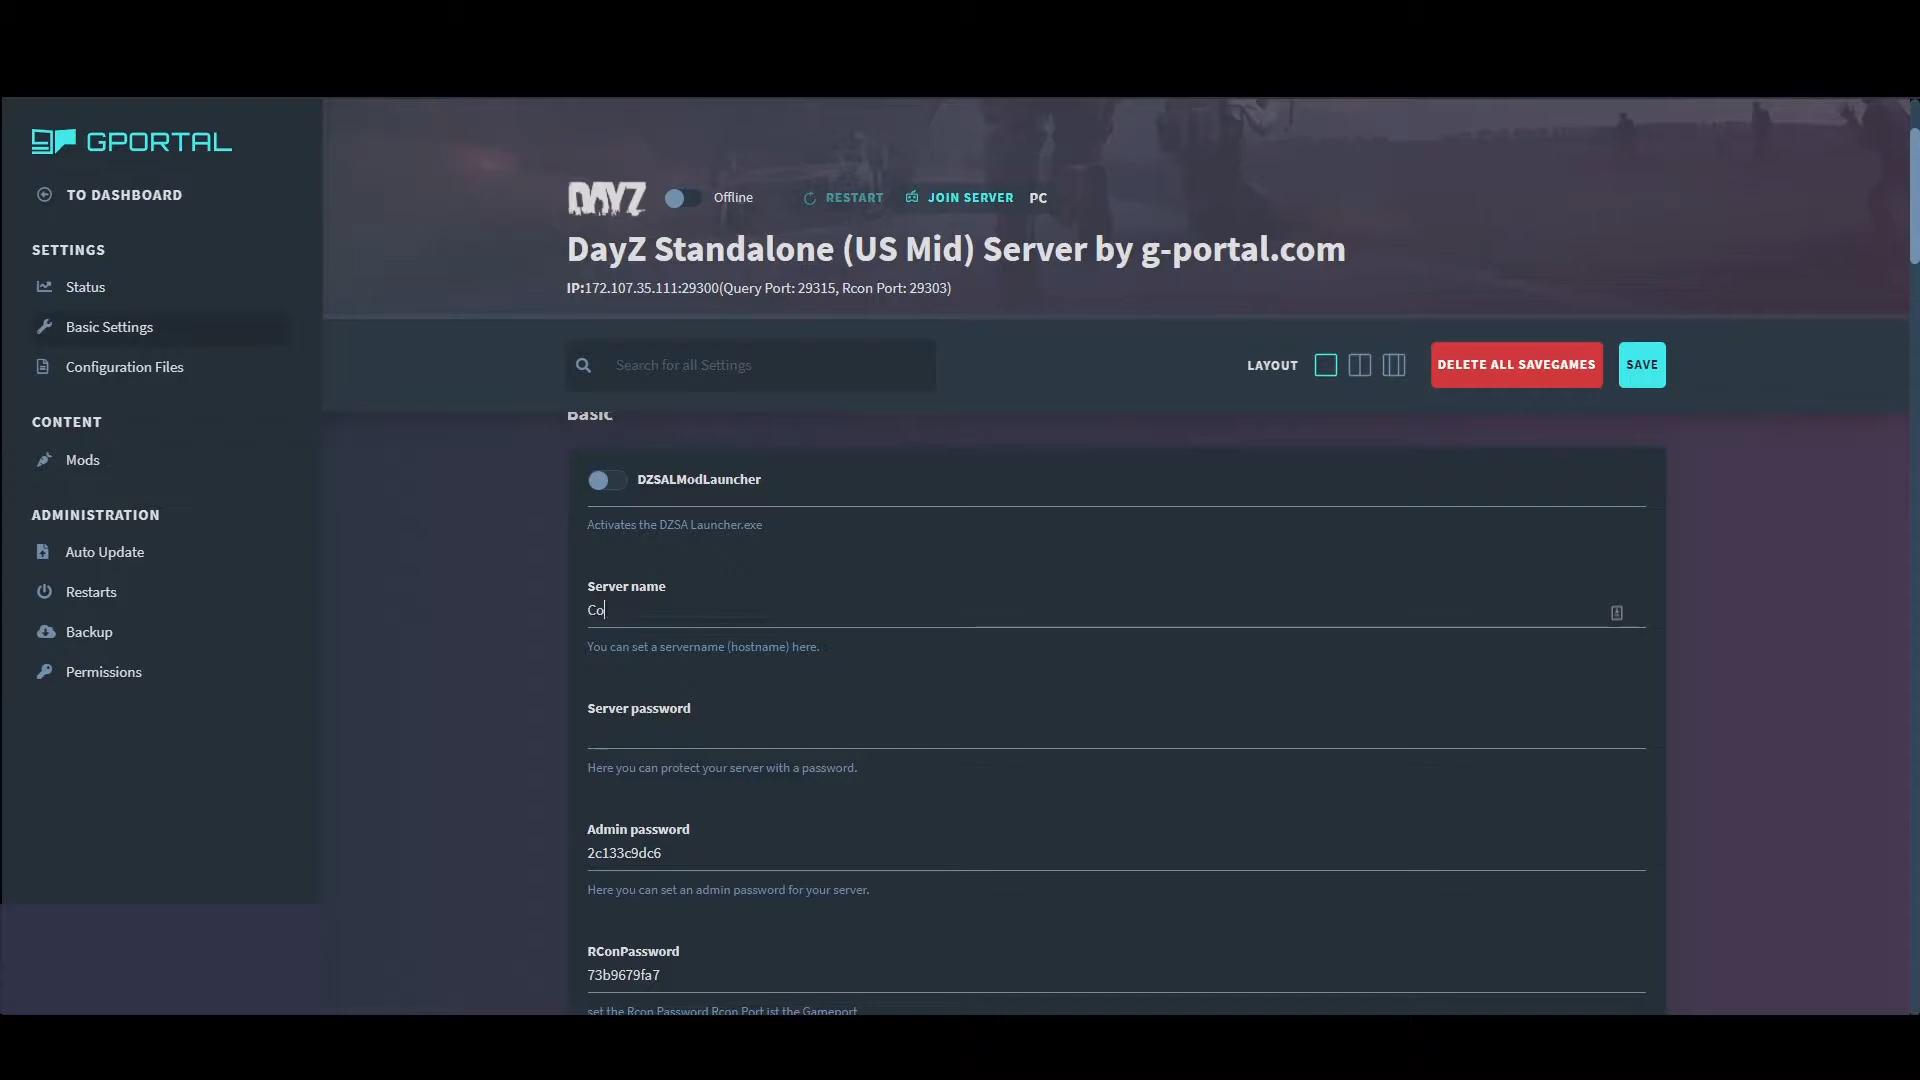 GPORTAL
TO DASHBOARD
SETTINGS
Status
Basic Settings
Configuration Files
CONTENT
Mods
ADMINISTRATION
Auto Update
Restarts
Backup
Permissions
DAYZ
Offline
RESTART
JOIN SERVER
PC
DayZ Standalone (US Mid) Server by g-portal.com
IP:172.107.35.111:29300(Query Port: 29315, Rcon Port: 29303)
Search for all Settings
LAYOUT
DELETE ALL SAVEGAMES
SAVE
Basic
DZSALModLauncher
Activates the DZSA Launcher.exe
Server name
Co
You can set a servername (hostname) here.
Server password
Here you can protect your server with a password.
Admin password
2c133c9dc6
Here you can set an admin password for your server.
RConPassword
73b9679fa7
set the Rcon Password Rcon Port ist the Gameport